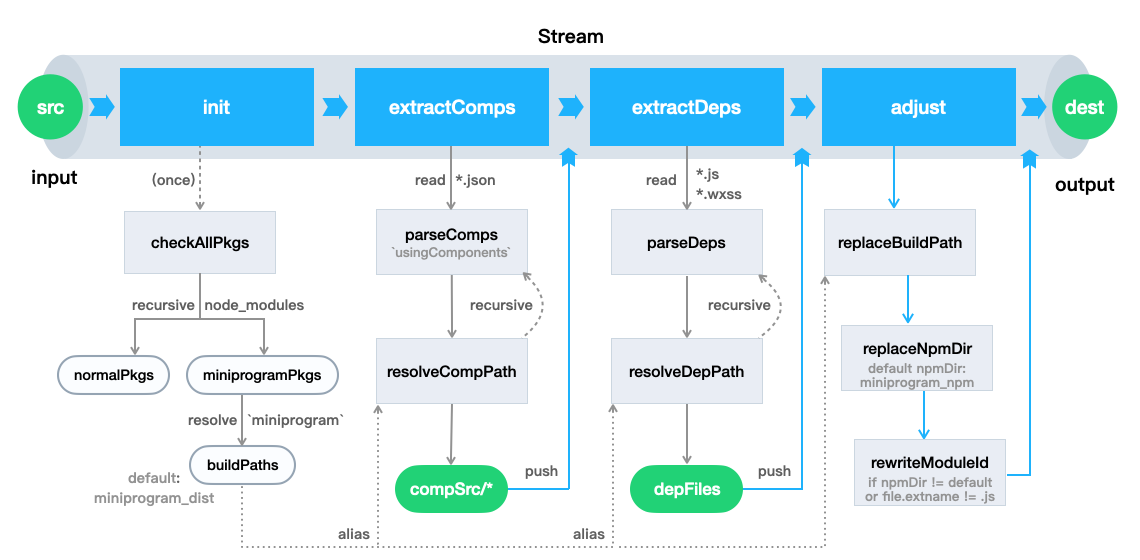 Stream
src
init
extractComps
extractDeps
adjust
dest
input
output
(once)
read
*.json
read
*.js
*.wxss
checkAllPkgs
parseComps
`usingComponents`
parseDeps
replaceBuildPath
recursive
node_modules
recursive
recursive
normalPkgs
miniprogramPkgs
resolveCompPath
resolveDepPath
replaceNpmDir
default npmDir:
miniprogram_npm
resolve
`miniprogram`
buildPaths
default:
miniprogram_dist
compSrc/*
push
depFiles
push
rewriteModuleId
if npmDir != default
or file.extname != .js
alias
alias